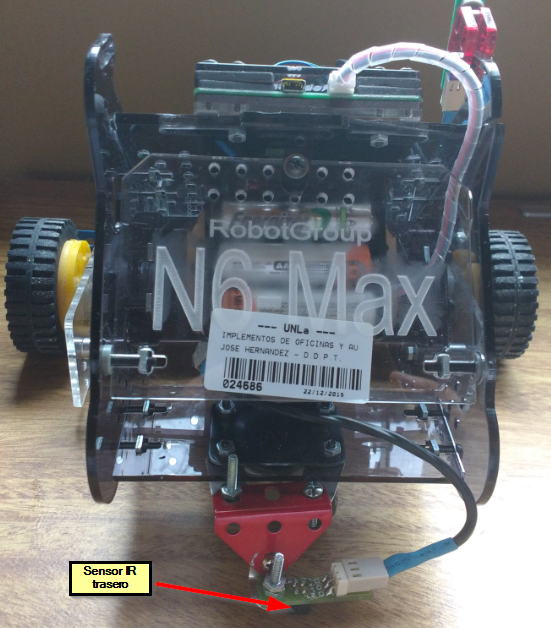 RobotGroup
N6 Max
--- UNLa ---
IMPLEMENTOS DE OFICINAS Y AU
JOSE HERNANDEZ - D D P T.
024686
22/12/2015
Sensor IR
trasero